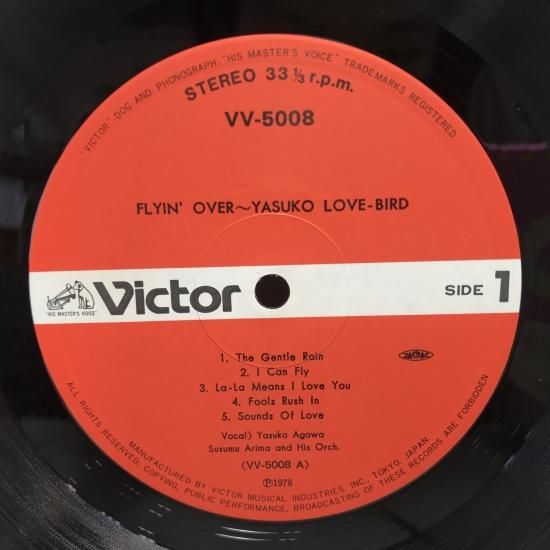 "VICTOR"-DOG AND PHONOGRAPH-"HIS MASTER'S VOICE" TRADEMARKS REGISTERED.
STEREO 33 1/3 r.p.m.
VV-5008
FLYIN' OVER~YASUKO LOVE-BIRD
"HIS MASTER'S VOICE"
Victor
SIDE 1
1. The Gentle Rain
2. I Can Fly
3. La-La Means I Love You
4. Fools Rush In
5. Sounds Of Love
JASRAC
Vocal) Yasuko Agawa
Susumu Arima and His Orch.
(VV-5008 A)
Ⓟ1978
MANUFACTURED BY VICTOR MUSICAL INDUSTRIES, INC., TOKYO, JAPAN.
ALL RIGHTS RESERVED, COPYING, PUBLIC PERFORMANCE, BROADCASTING OF THESE RECORDS ARE FORBIDDEN